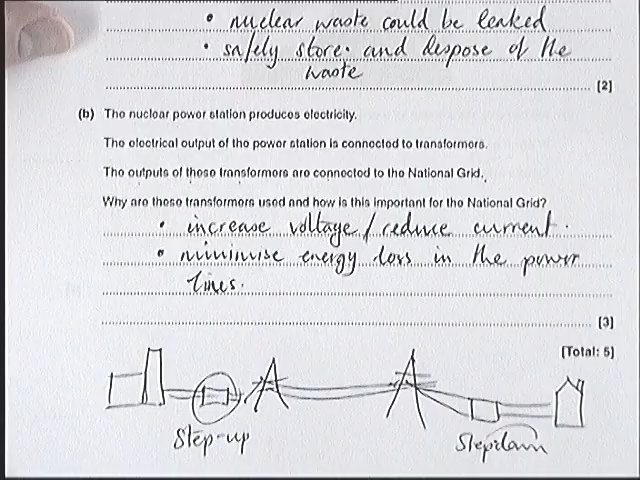 • nuclear waste could be leaked
• safely store and dispose of the
waste
[2]
(b) The nuclear power station produces electricity.
The electrical output of the power station is connected to transformers.
The outputs of these transformers are connected to the National Grid.
Why are these transformers used and how is this important for the National Grid?
• increase voltage / reduce current.
• minimise energy loss in the power
lines.
[3]
[Total: 5]
Step-up
Stepdown